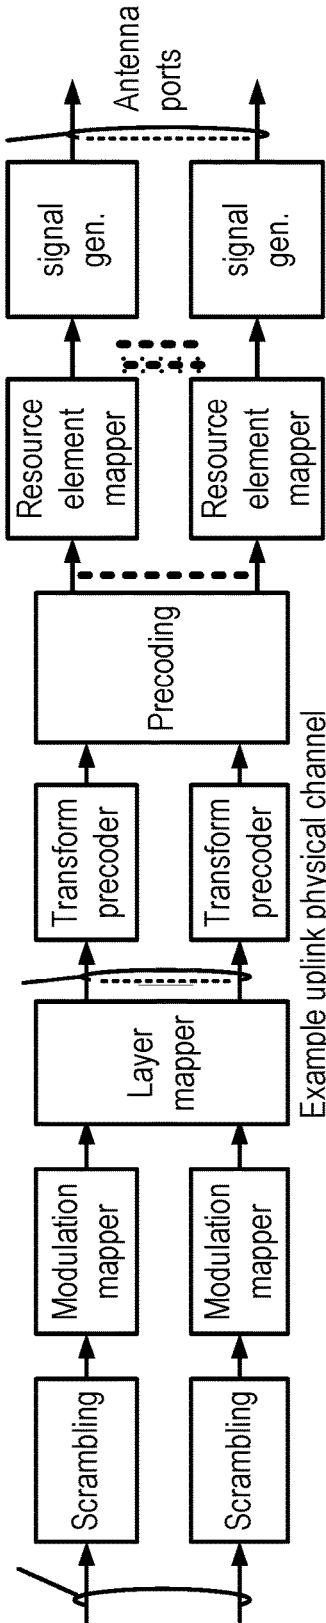 Scrambling
Modulation
mapper
Layer
mapper
Transform
precoder
Precoding
Resource
element
mapper
signal
gen.
Antenna
ports
Scrambling
Modulation
mapper
Transform
precoder
Resource
element
mapper
signal
gen.
Example uplink physical channel